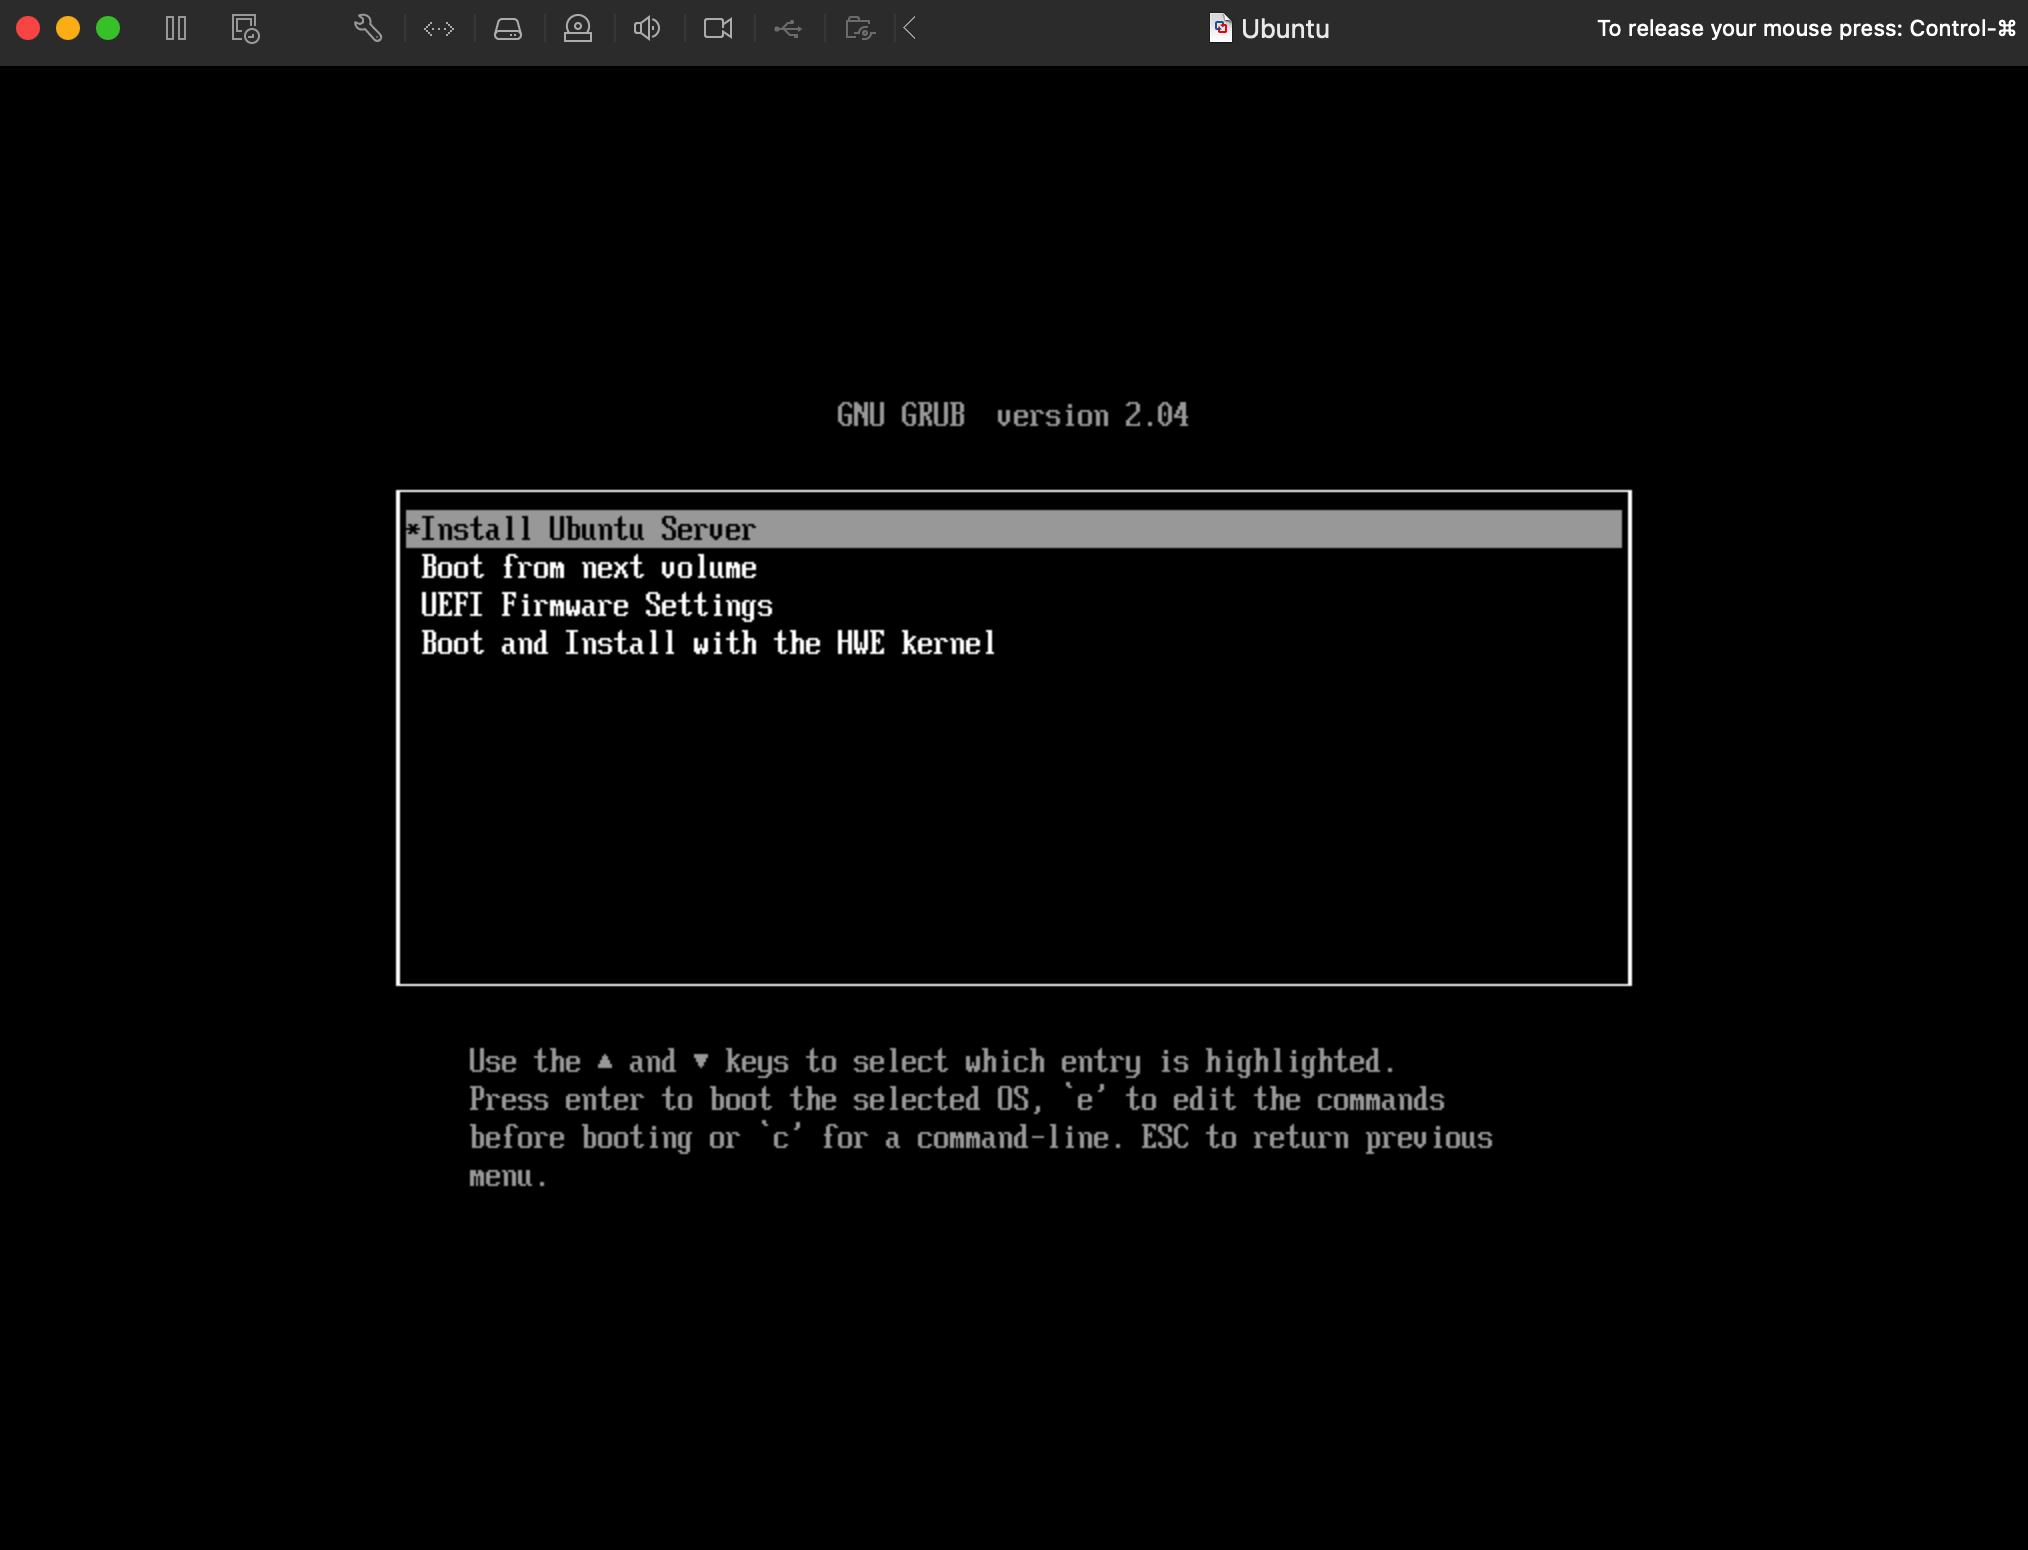 Ubuntu
To release your mouse press: Control-⌘
GNU GRUB  version 2.04
*Install Ubuntu Server
Boot from next volume
UEFI Firmware Settings
Boot and Install with the HWE kernel
Use the ▲ and ▼ keys to select which entry is highlighted.
Press enter to boot the selected OS, `e' to edit the commands
before booting or `c' for a command-line. ESC to return previous
menu.